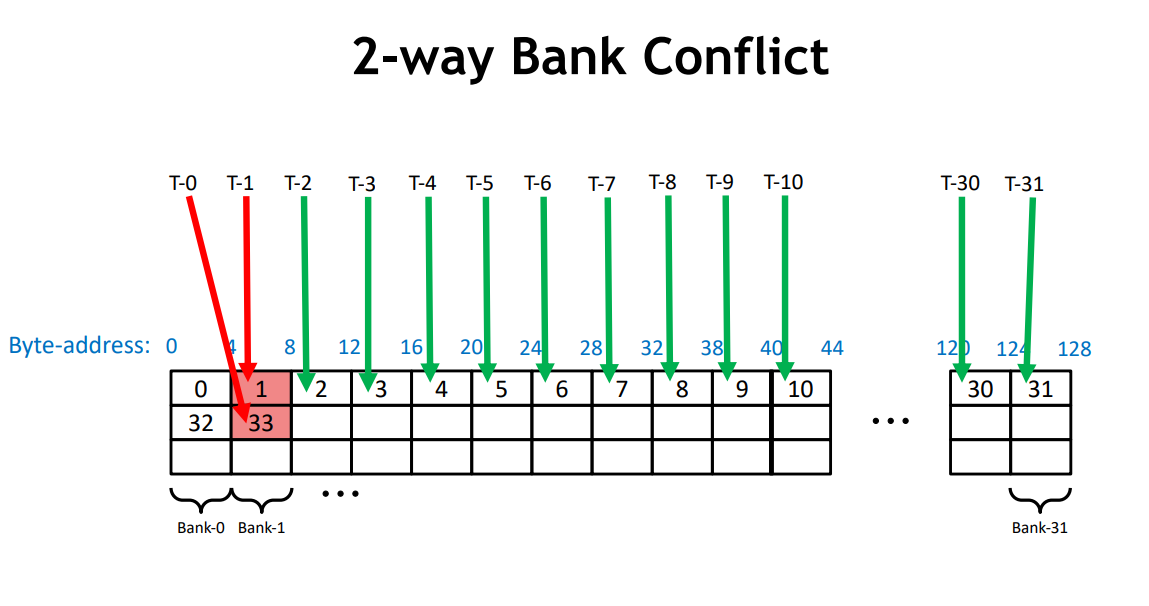 2-way Bank Conflict
T-0 T-1 T-2 T-3 T-4 T-5 T-6 T-7 T-8 T-9 T-10 T-30 T-31
Byte-address: 0 4 8 12 16 20 24 28 32 38 40 44 120 124 128
0 1 2 3 4 5 6 7 8 9 10 30 31
32 33 ...
... 
Bank-0 Bank-1 Bank-31